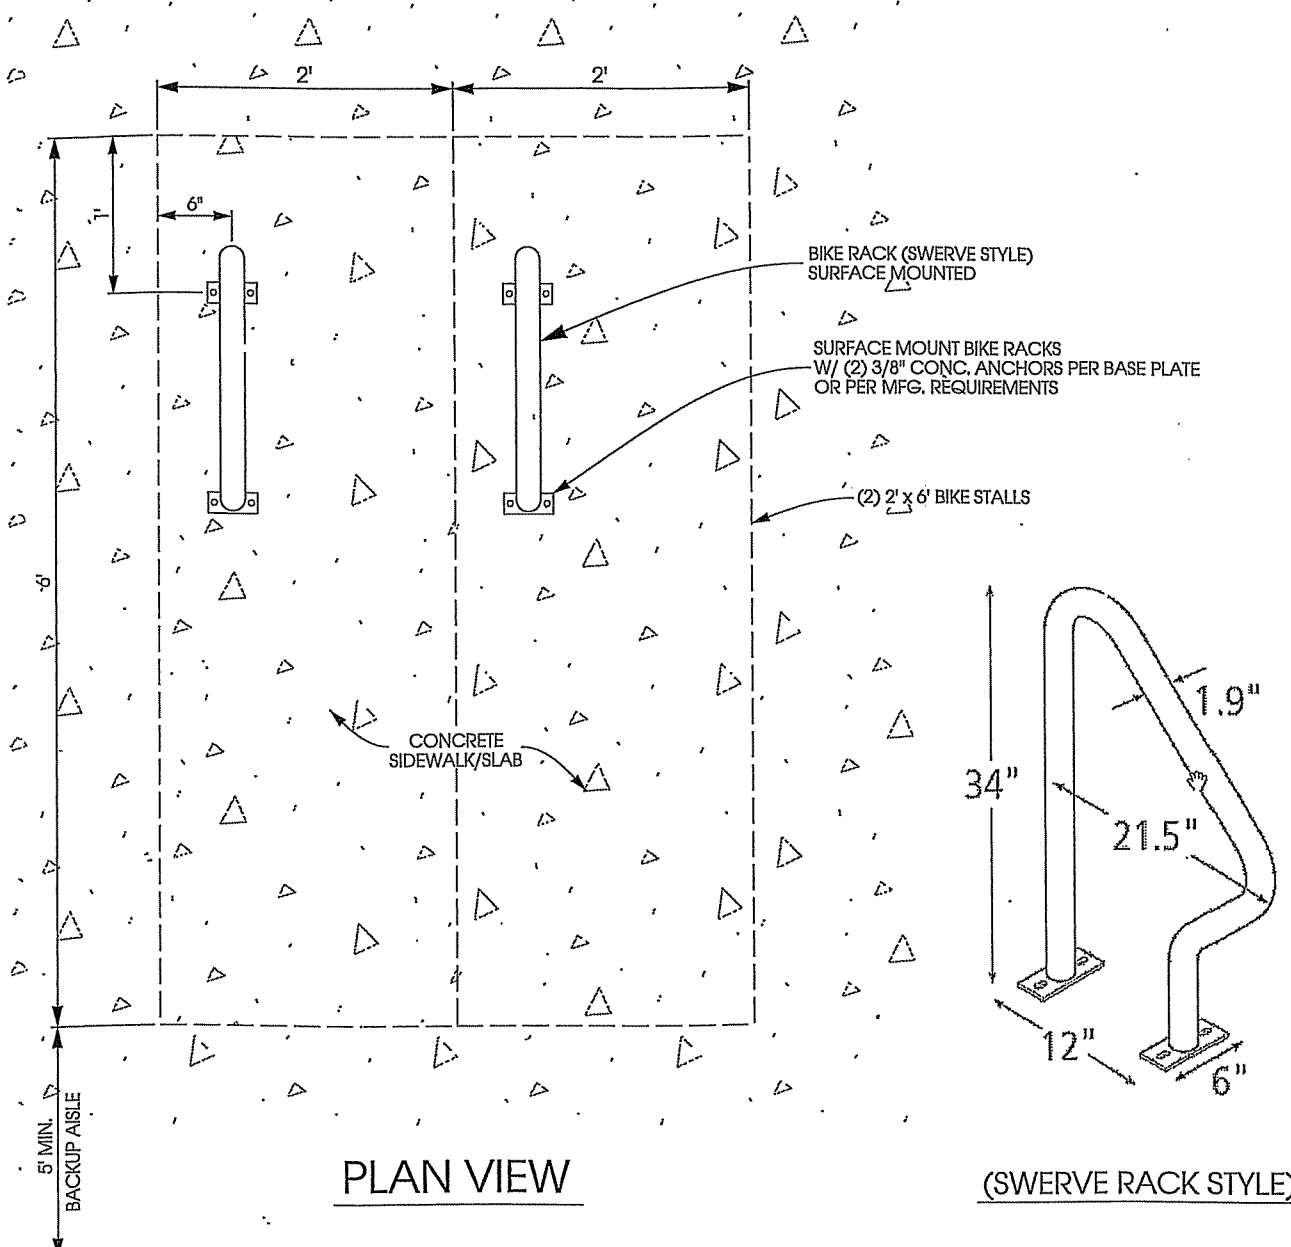 2' 2'
1'
6"
BIKE RACK (SWERVE STYLE)
SURFACE MOUNTED
SURFACE MOUNT BIKE RACKS
W/ (2) 3/8" CONC. ANCHORS PER BASE PLATE
OR PER MFG. REQUIREMENTS
(2) 2' x 6' BIKE STALLS
6'
CONCRETE
SIDEWALK/SLAB
1.9"
34"
21.5"
12"
6"
5' MIN.
BACKUP AISLE
PLAN VIEW
(SWERVE RACK STYLE)